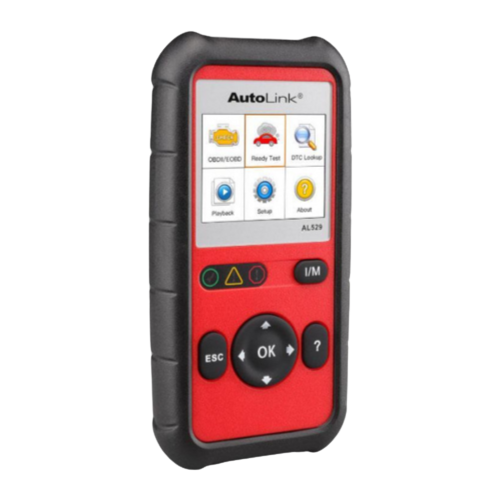 AutoLink®
OBDII/EOBD Ready Test DTC Lookup
Playback Setup About
AL529
I/M
ESC OK ?